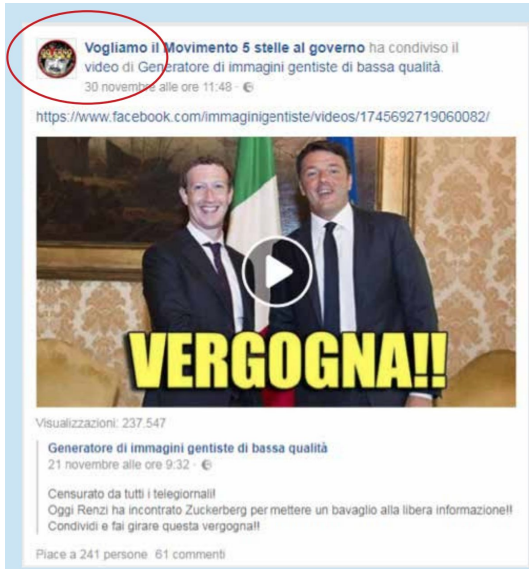 Vogliamo il Movimento 5 stelle al governo ha condiviso il
video di Generatore di immagini gentiste di bassa qualità.
30 novembre alle ore 11:48 ·
https://www.facebook.com/immaginigentiste/videos/1745692719060082/
VERGOGNA!!
Visualizzazioni: 237.547
Generatore di immagini gentiste di bassa qualità
21 novembre alle ore 9:32 ·
Censurato da tutti i telegiornali!
Oggi Renzi ha incontrato Zuckerberg per mettere un bavaglio alla libera informazione!!
Condividi e fai girare questa vergogna!!
Piace a 241 persone 61 commenti